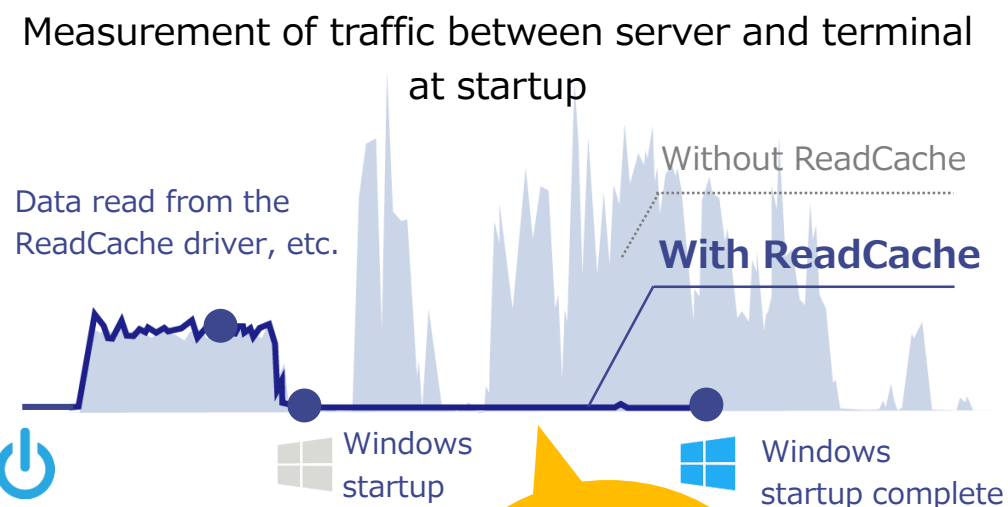 Measurement of traffic between server and terminal
at startup
Without ReadCache
Data read from the
ReadCache driver, etc.
With ReadCache
Windows
startup
Windows
startup complete